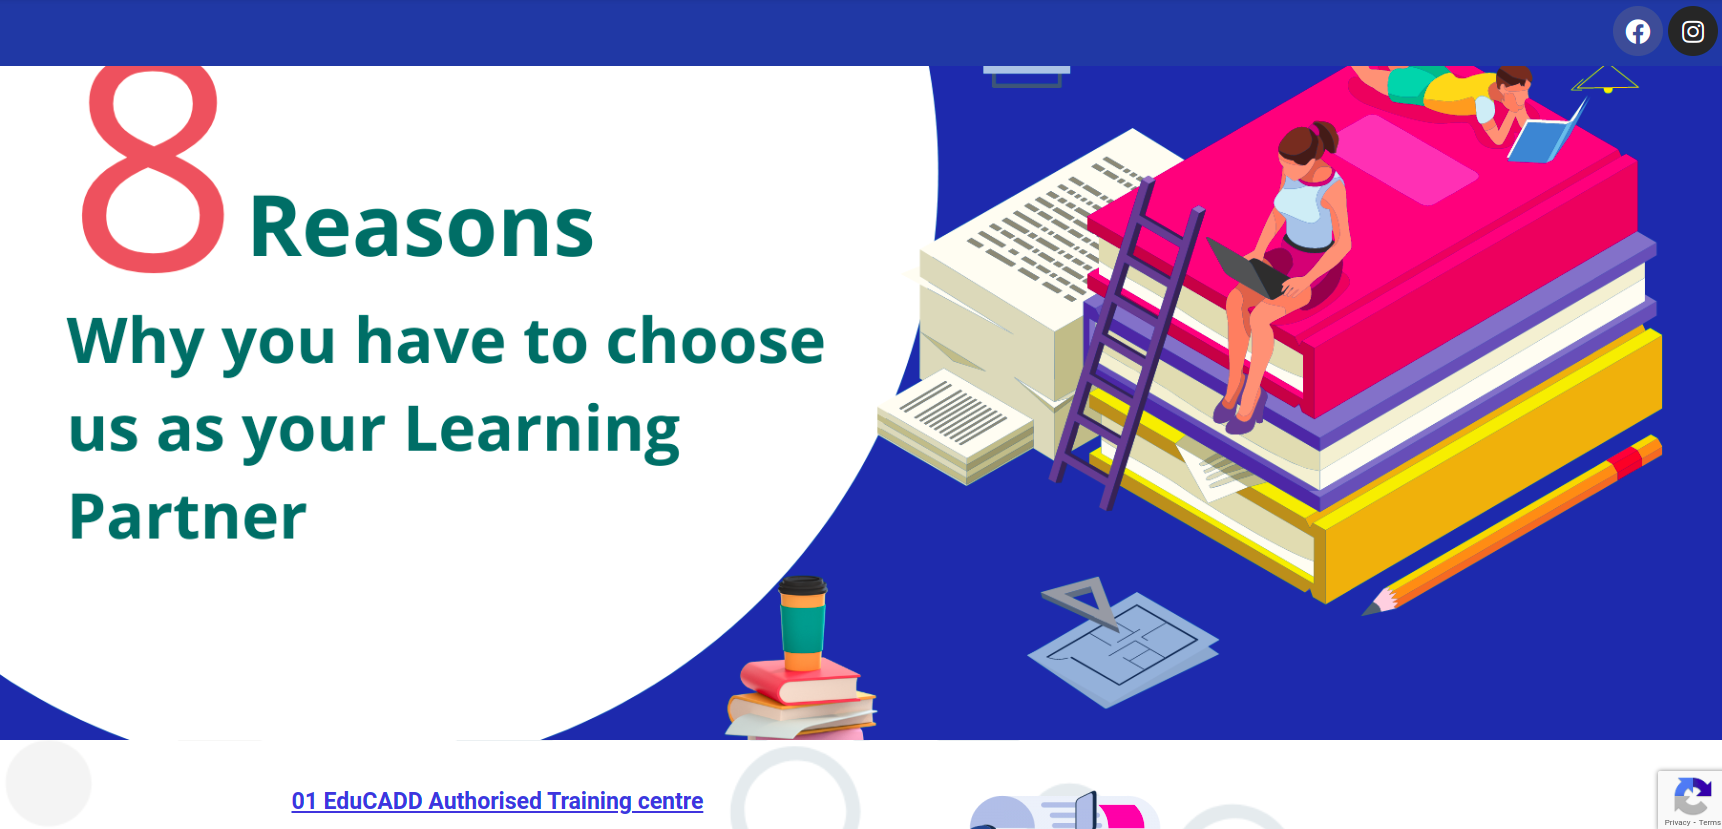 8 Reasons
Why you have to choose
us as your Learning
Partner
01 EduCADD Authorised Training centre
Privacy - Terms